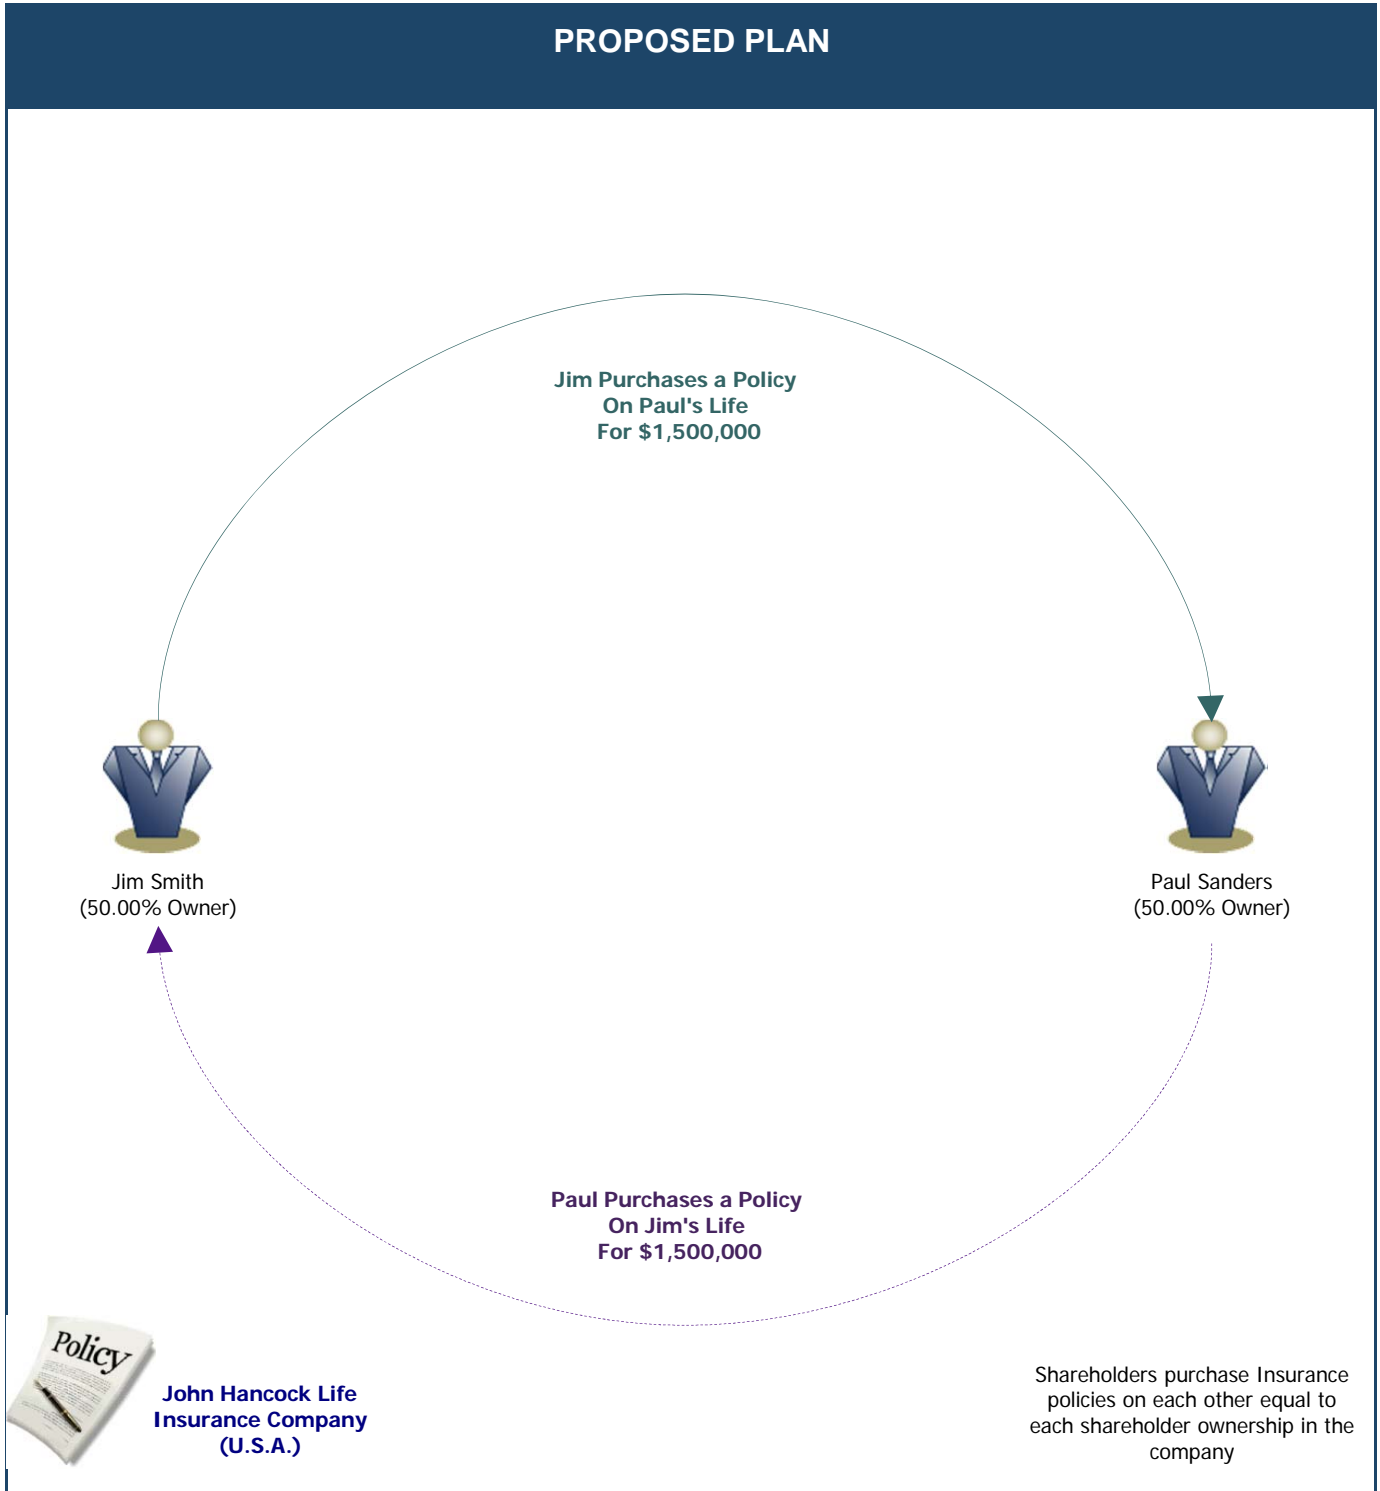 PROPOSED PLAN
Jim Purchases a Policy
On Paul's Life
For $1,500,000
Jim Smith
(50.00% Owner)
Paul Sanders
(50.00% Owner)
Paul Purchases a Policy
On Jim's Life
For $1,500,000
Policy
John Hancock Life
Insurance Company
(U.S.A.)
Shareholders purchase Insurance
policies on each other equal to
each shareholder ownership in the
company